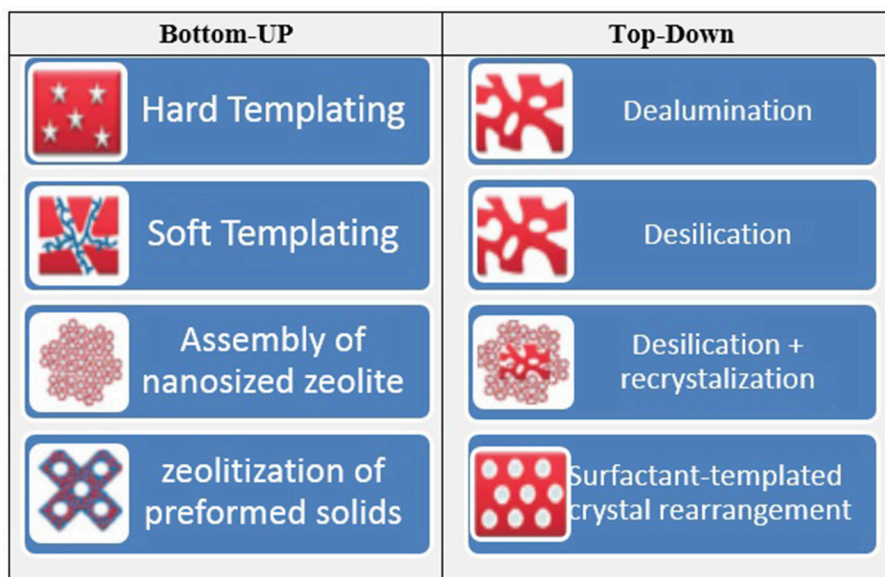 Bottom-UP
Top-Down
Hard Templating
Dealumination
Soft Templating
Desilication
Assembly of
nanosized zeolite
Desilication +
recrystalization
zeolitization of
preformed solids
Surfactant-templated
crystal rearrangement